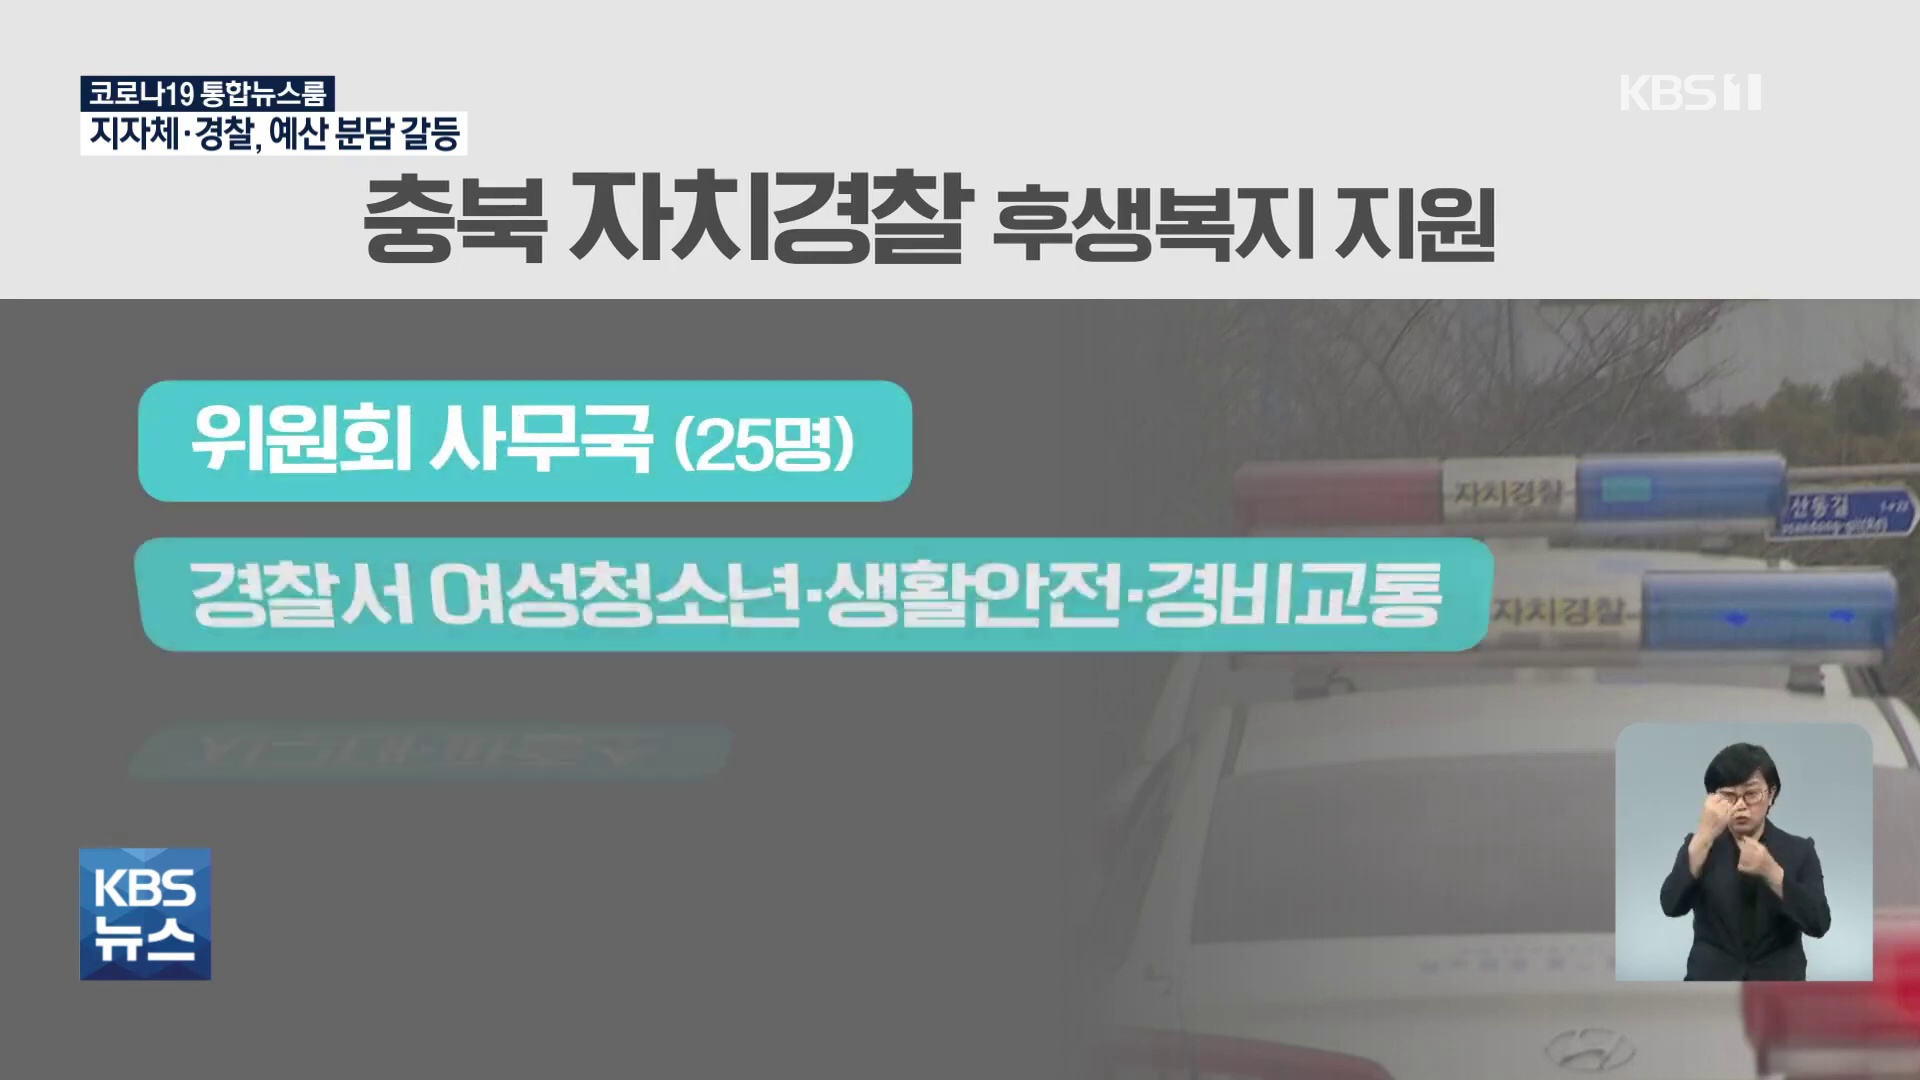 코로나19 통합뉴스룸
KBS 1
지자체·경찰, 예산 분담 갈등
충북 자치경찰 후생복지 지원
위원회 사무국 (25명)
자치경찰
산동길
경찰서 여성청소년·생활안전·경비교통
자치경찰
KBS
뉴스